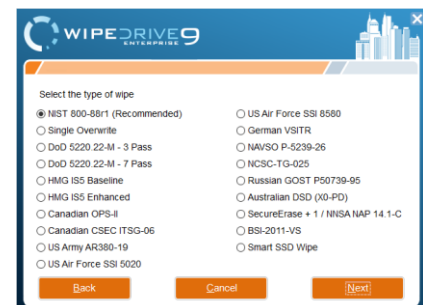 WIPEDRIVE9
ENTERPRISE
Select the type of wipe
NIST 800-88r1 (Recommended)
Single Overwrite
DoD 5220.22-M - 3 Pass
DoD 5220.22-M - 7 Pass
HMG IS5 Baseline
HMG IS5 Enhanced
Canadian OPS-II
Canadian CSEC ITSG-06
US Army AR380-19
US Air Force SSI 5020
US Air Force SSI 8580
German VSITR
NAVSO P-5239-26
NCSC-TG-025
Russian GOST P50739-95
Australian DSD (X0-PD)
SecureErase + 1 / NNSA NAP 14.1-C
BSI-2011-VS
Smart SSD Wipe
Back
Cancel
Next